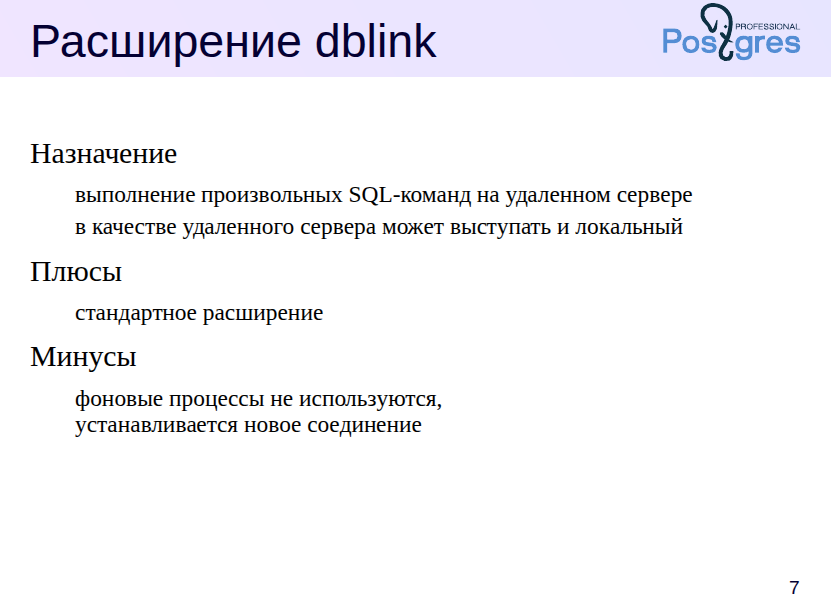 Расширение dblink
PROFESSIONAL
Postgres
Назначение
выполнение произвольных SQL-команд на удаленном сервере
в качестве удаленного сервера может выступать и локальный
Плюсы
стандартное расширение
Минусы
фоновые процессы не используются,
устанавливается новое соединение
7